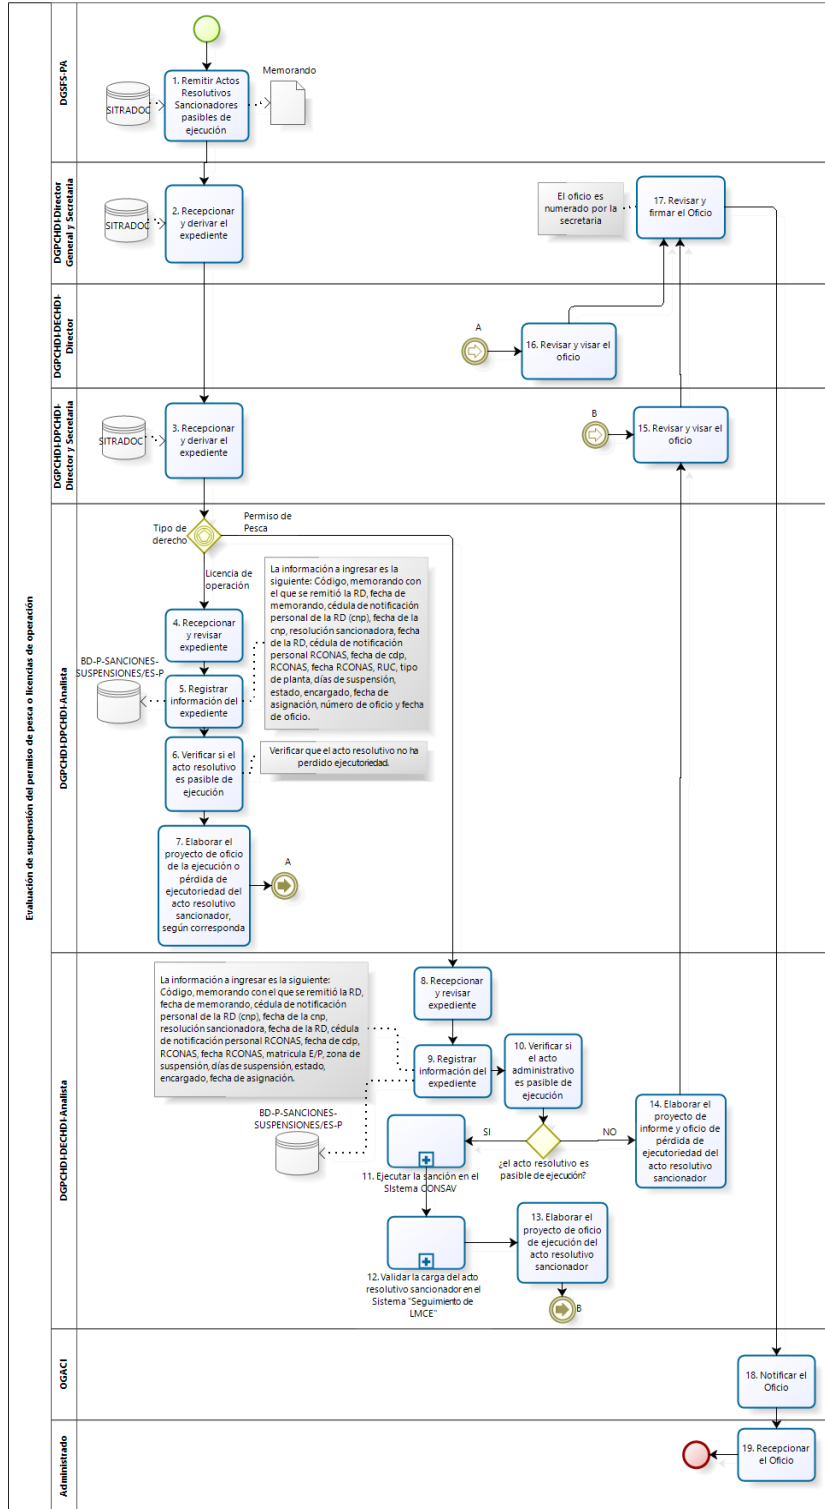 Evaluación de suspensión del permiso de pesca o licencias de operación
DGSFS-PA
SITRADOC
1. Remitir Actos
Resolutivos
Sancionadores
pasibles de
ejecución
Memorando
DGPCHDI-Director
General y Secretaria
SITRADOC
2. Recepcionar
y derivar el
expediente
El oficio es
numerado por la
secretaria
17. Revisar y
firmar el Oficio
DGPCHDI-DECHDI-
Director
A
16. Revisar y visar el
oficio
DGPCHDI-DPCHDI-
Director y Secretaria
SITRADOC
3. Recepcionar
y derivar el
expediente
B
15. Revisar y visar el
oficio
DGPCHDI-DPCHDI-Analista
Tipo de
derecho
Permiso de
Pesca
Licencia de
operación
La información a ingresar es la
siguiente: Código, memorando con
el que se remitió la RD, fecha de
memorando, cédula de notificación
personal de la RD (cnp), fecha de la
cnp, resolución sancionadora, fecha
de la RD, cédula de notificación
personal RCONAS, fecha de cdp,
RCONAS, fecha RCONAS, RUC, tipo
de planta, días de suspensión,
estado, encargado, fecha de
asignación, número de oficio y fecha
de oficio.
4. Recepcionar
y revisar
expediente
BD-P-SANCIONES-
SUSPENSIONES/ES-P
5. Registrar
información del
expediente
6. Verificar si el
acto resolutivo
es pasible de
ejecución
Verificar que el acto resolutivo no ha
perdido ejecutoriedad.
7. Elaborar el
proyecto de oficio
de la ejecución o
pérdida de
ejecutoriedad del
acto resolutivo
sancionador,
según corresponda
A
DGPCHDI-DECHDI-Analista
La información a ingresar es la siguiente:
Código, memorando con el que se remitió la RD,
fecha de memorando, cédula de notificación
personal de la RD (cnp), fecha de la cnp,
resolución sancionadora, fecha de la RD, cédula
de notificación personal RCONAS, fecha de cdp,
RCONAS, fecha RCONAS, matricula E/P, zona de
suspensión, días de suspensión, estado,
encargado, fecha de asignación.
8. Recepcionar
y revisar
expediente
9. Registrar
información del
expediente
10. Verificar si
el acto
administrativo
es pasible de
ejecución
BD-P-SANCIONES-
SUSPENSIONES/ES-P
SI
NO
¿el acto resolutivo es
pasible de ejecución?
11. Ejecutar la sanción en el
SIstema CONSAV
14. Elaborar el
proyecto de
informe y oficio de
pérdida de
ejecutoriedad del
acto resolutivo
sancionador
12. Validar la carga del acto
resolutivo sancionador en el
Sistema "Seguimiento de
LMCE"
13. Elaborar el
proyecto de oficio
de ejecución del
acto resolutivo
sancionador
B
OGACI
18. Notificar el
Oficio
Administrado
19. Recepcionar
el Oficio